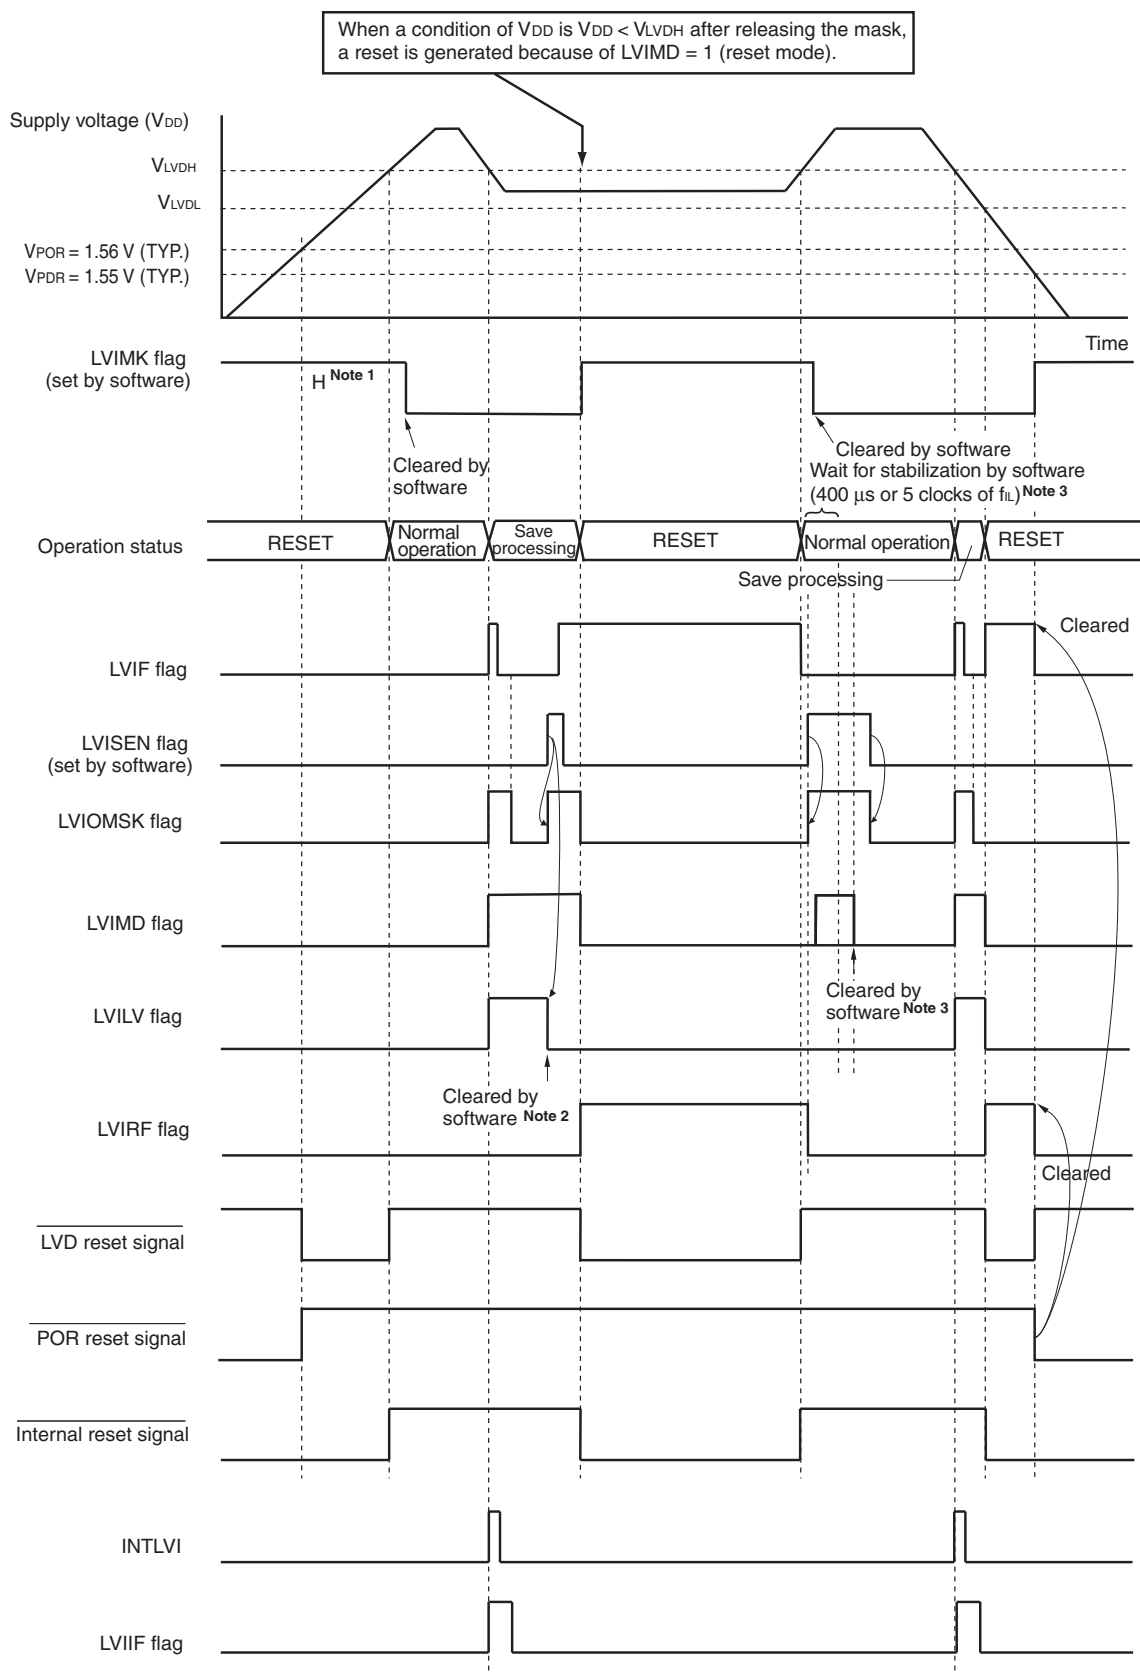 When a condition of VDD is VDD < VLVDH after releasing the mask,
a reset is generated because of LVIMD = 1 (reset mode).
Supply voltage (VDD)
VLVDH
VLVDL
VPOR = 1.56 V (TYP.)
VPDR = 1.55 V (TYP.)
Time
LVIMK flag
(set by software)
H Note 1
Cleared by
software
Cleared by software
Wait for stabilization by software
(400 μs or 5 clocks of fIL) Note 3
Operation status
RESET
Normal
operation
Save
processing
RESET
Normal operation
RESET
Save processing
Cleared
LVIF flag
LVISEN flag
(set by software)
LVIOMSK flag
LVIMD flag
Cleared by
software Note 3
LVILV flag
Cleared by
software Note 2
LVIRF flag
Cleared
LVD reset signal
POR reset signal
Internal reset signal
INTLVI
LVIIF flag